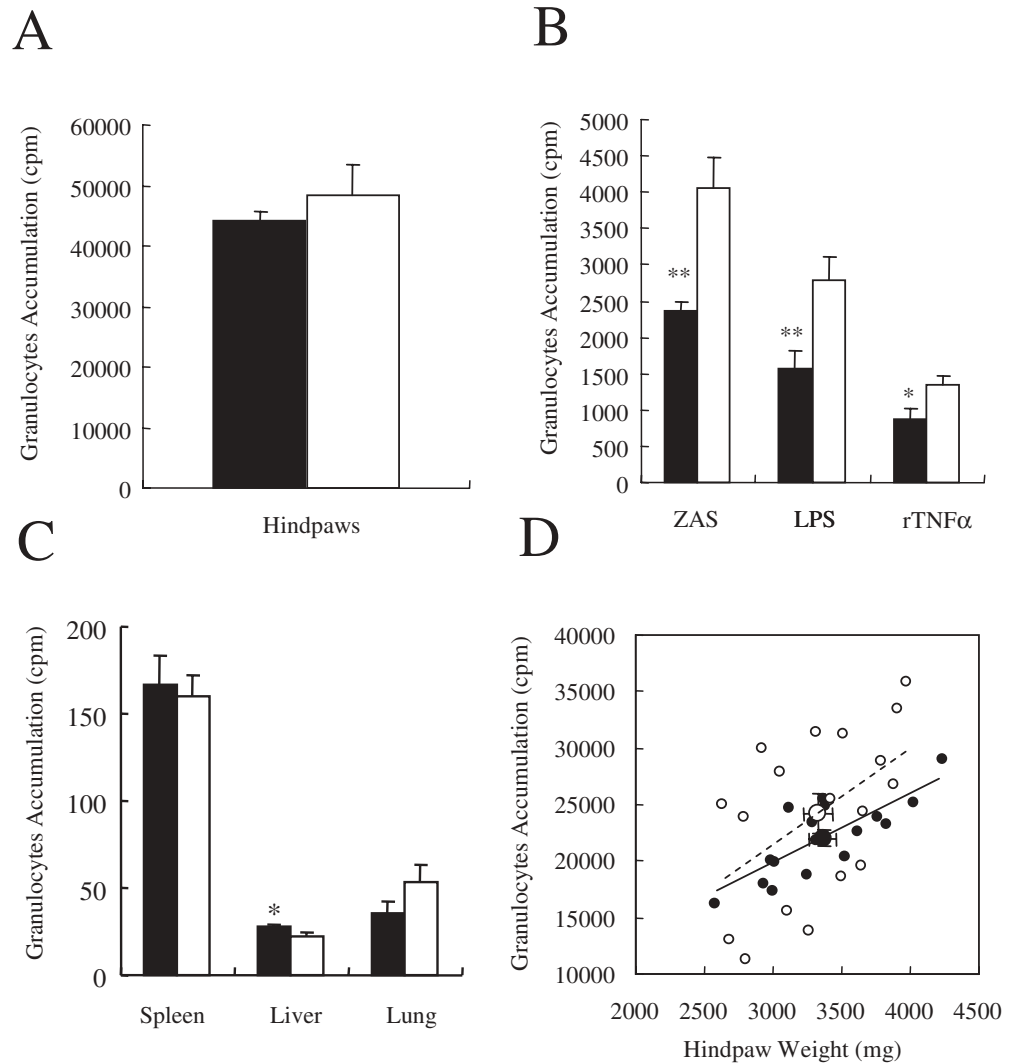 A
Granulocytes Accumulation (cpm)
60000
50000
40000
30000
20000
10000
0
Hindpaws
B
Granulocytes Accumulation (cpm)
5000
4500
4000
3500
3000
2500
2000
1500
1000
500
0
**
**
*
ZAS LPS rTNFα
C
Granulocytes Accumulation (cpm)
200
150
100
50
0
*
Spleen Liver Lung
D
Granulocytes Accumulation (cpm)
40000
35000
30000
25000
20000
15000
10000
2000 2500 3000 3500 4000 4500
Hindpaw Weight (mg)